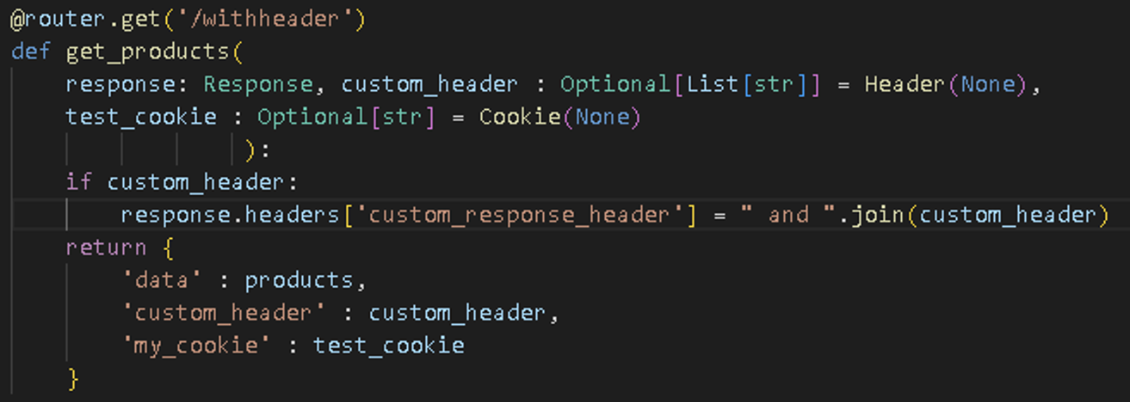 @router.get('/withheader')
def get_products(
    response: Response, custom_header : Optional[List[str]] = Header(None),
    test_cookie : Optional[str] = Cookie(None)
                ):
    if custom_header:
        response.headers['custom_response_header'] = " and ".join(custom_header)
    return {
        'data' : products,
        'custom_header' : custom_header,
        'my_cookie' : test_cookie
    }